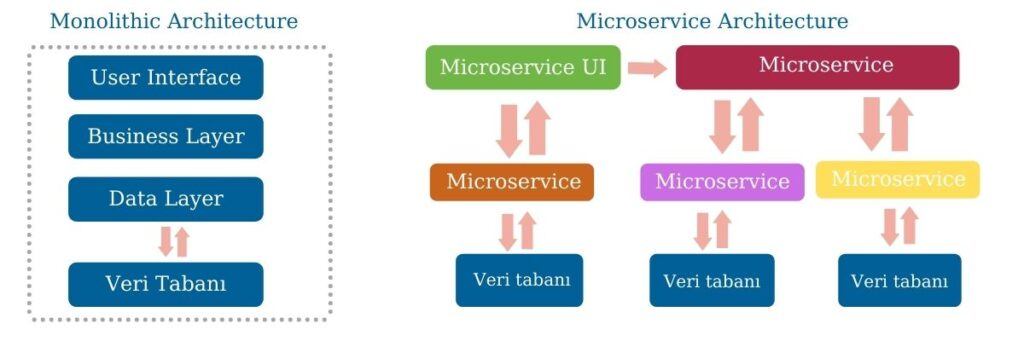 Monolithic Architecture
User Interface
Business Layer
Data Layer
Veri Tabanı
Microservice Architecture
Microservice UI
Microservice
Microservice
Microservice
Microservice
Veri tabanı
Veri tabanı
Veri tabanı